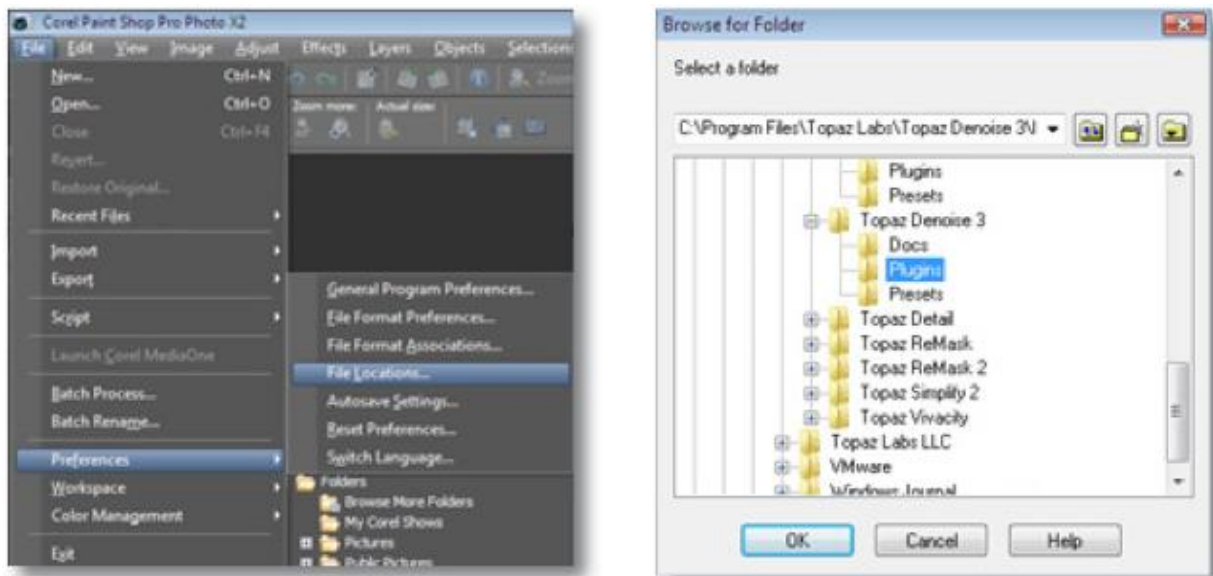 Corel Paint Shop Pro Photo X2
File Edit View Image Adjust Effects Layers Objects Selections
New... Ctrl+N
Open... Ctrl+O
Close Ctrl+F4
Revert...
Restore Original...
Recent Files
Import
Export
Script
Launch Corel MediaOne
Batch Process...
Batch Rename...
Preferences
Workspace
Color Management
Exit
Zoom
Zoom more: Actual size:
General Program Preferences...
File Format Preferences...
File Format Associations...
File Locations...
Autosave Settings...
Reset Preferences...
Switch Language...
Folders
Browse More Folders
My Corel Shows
Pictures
Public Pictures
Browse for Folder
Select a folder
C:\Program Files\Topaz Labs\Topaz Denoise 3\
Plugins
Presets
Topaz Denoise 3
Docs
Plugins
Presets
Topaz Detail
Topaz ReMask
Topaz ReMask 2
Topaz Simplify 2
Topaz Vivacity
Topaz Labs LLC
VMware
Windows Journal
OK Cancel Help